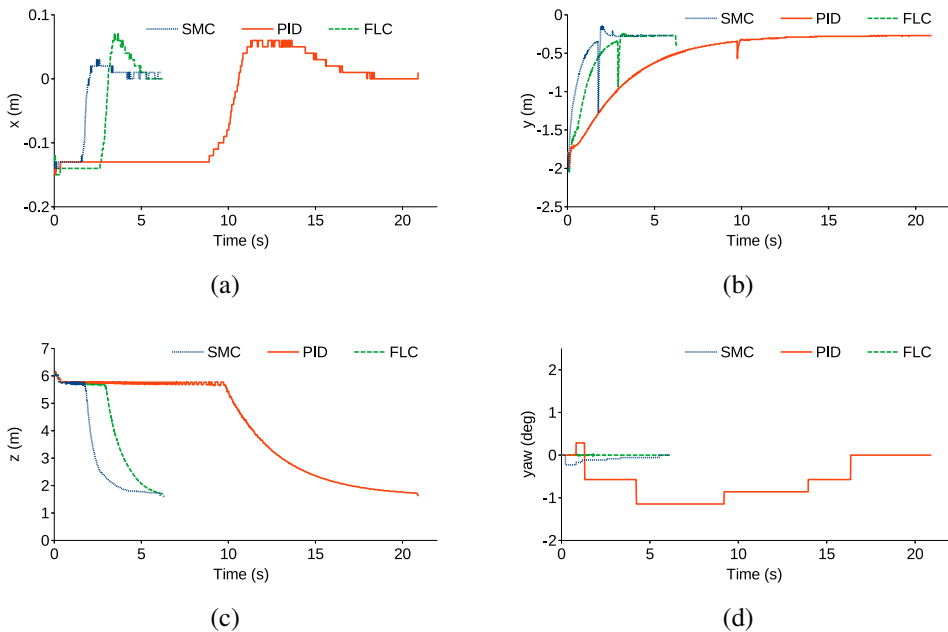 SMC PID FLC
0.1
0
-0.1
-0.2
x (m)
0 5 10 15 20
Time (s)
(a)
SMC PID FLC
0
-0.5
-1
-1.5
-2
-2.5
y (m)
0 5 10 15 20
Time (s)
(b)
SMC PID FLC
7
6
5
4
3
2
1
0
z (m)
0 5 10 15 20
Time (s)
(c)
SMC PID FLC
2
1
0
-1
-2
yaw (deg)
0 5 10 15 20
Time (s)
(d)